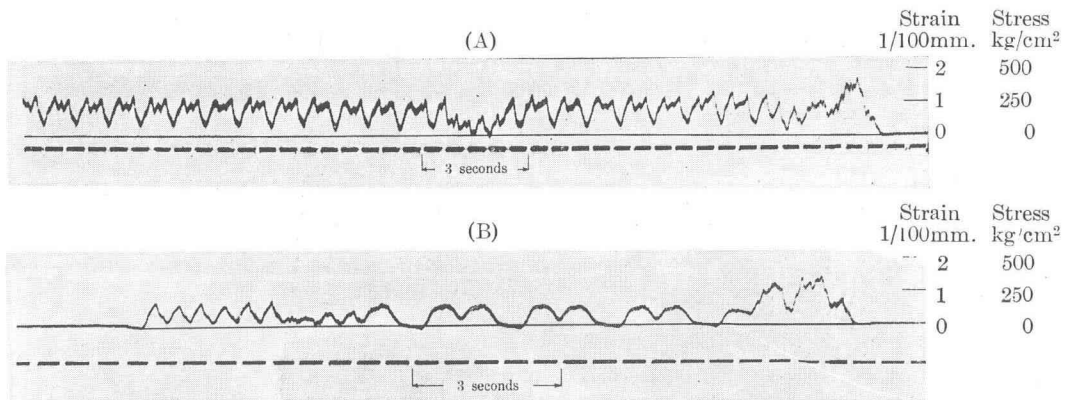 (A)
Strain Stress
1/100mm. kg/cm²
2 500
1 250
0 0
3 seconds
(B)
Strain Stress
1/100mm. kg/cm²
2 500
1 250
0 0
3 seconds